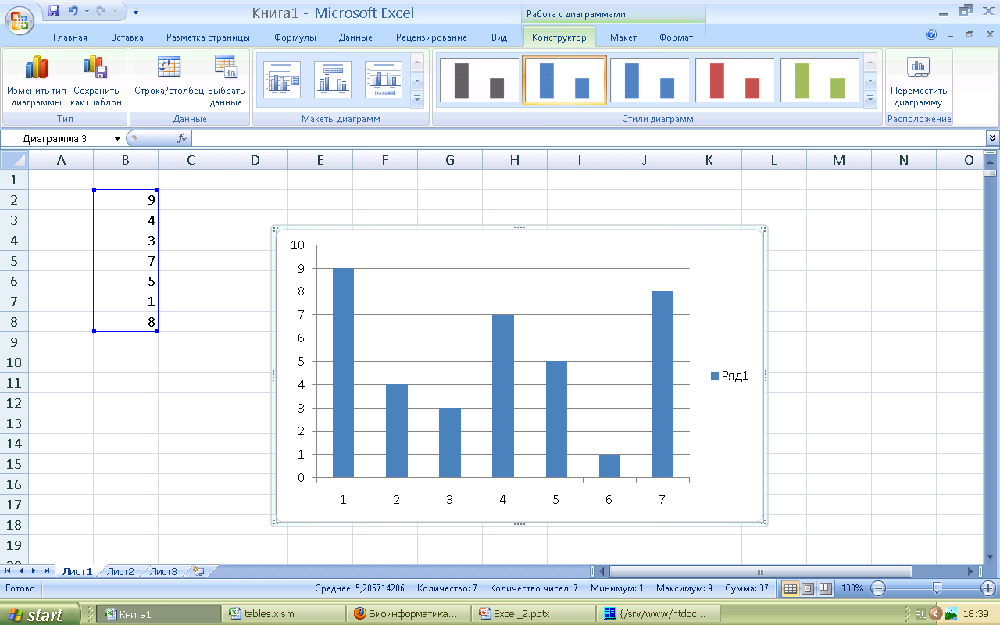 Книга1 - Microsoft Excel
Работа с диаграммами
Главная Вставка Разметка страницы Формулы Данные Рецензирование Вид Конструктор Макет Формат
Изменить тип диаграммы
Сохранить как шаблон
Строка/столбец
Выбрать данные
Переместить диаграмму
Тип Данные Макеты диаграмм Стили диаграмм Расположение
Диаграмма 3 fx
A B C D E F G H I J K L M N O
1
2 9
3 4
4 3
5 7
6 5
7 1
8 8
9
10
11
12
13
14
15
16
17
18
19
20
10
9
8
7
6
5
4
3
2
1
0
1 2 3 4 5 6 7
Ряд1
Лист1 Лист2 Лист3
Готово Среднее: 5,285714286 Количество: 7 Количество чисел: 7 Минимум: 1 Максимум: 9 Сумма: 37 130%
start Книга1 tables.xlsm Excel_2.pptx {/srv/www/htdoc... RU 18:39